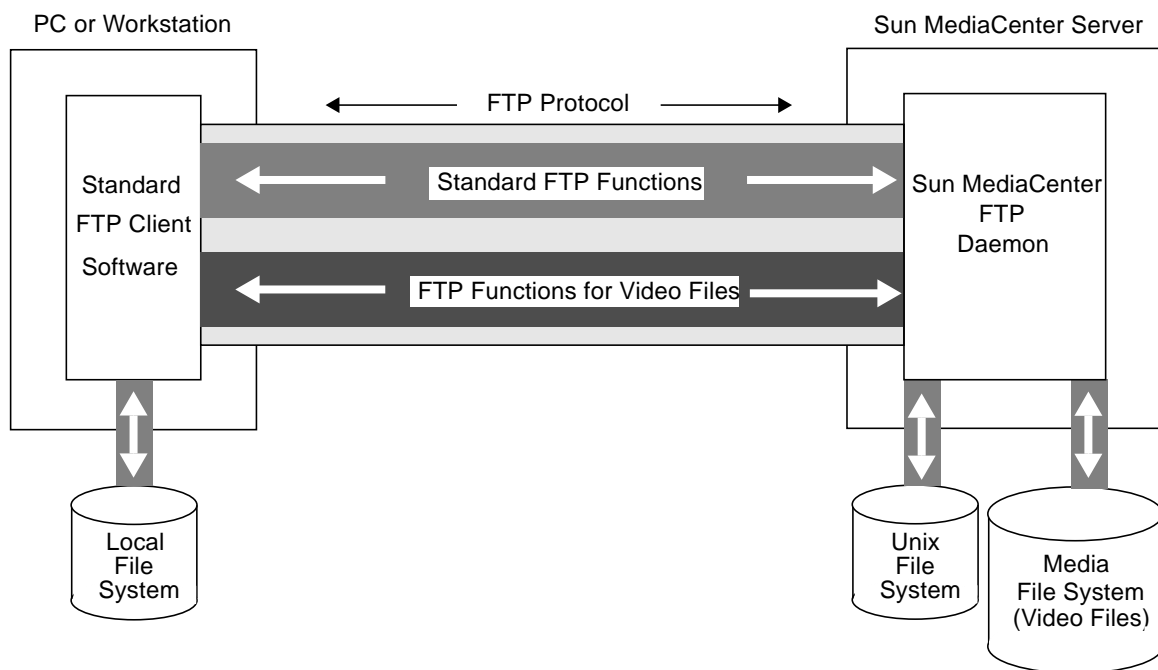 PC or Workstation
Sun MediaCenter Server
FTP Protocol
Standard
FTP Client
Software
Standard FTP Functions
FTP Functions for Video Files
Sun MediaCenter
FTP
Daemon
Local
File
System
Unix
File
System
Media
File System
(Video Files)